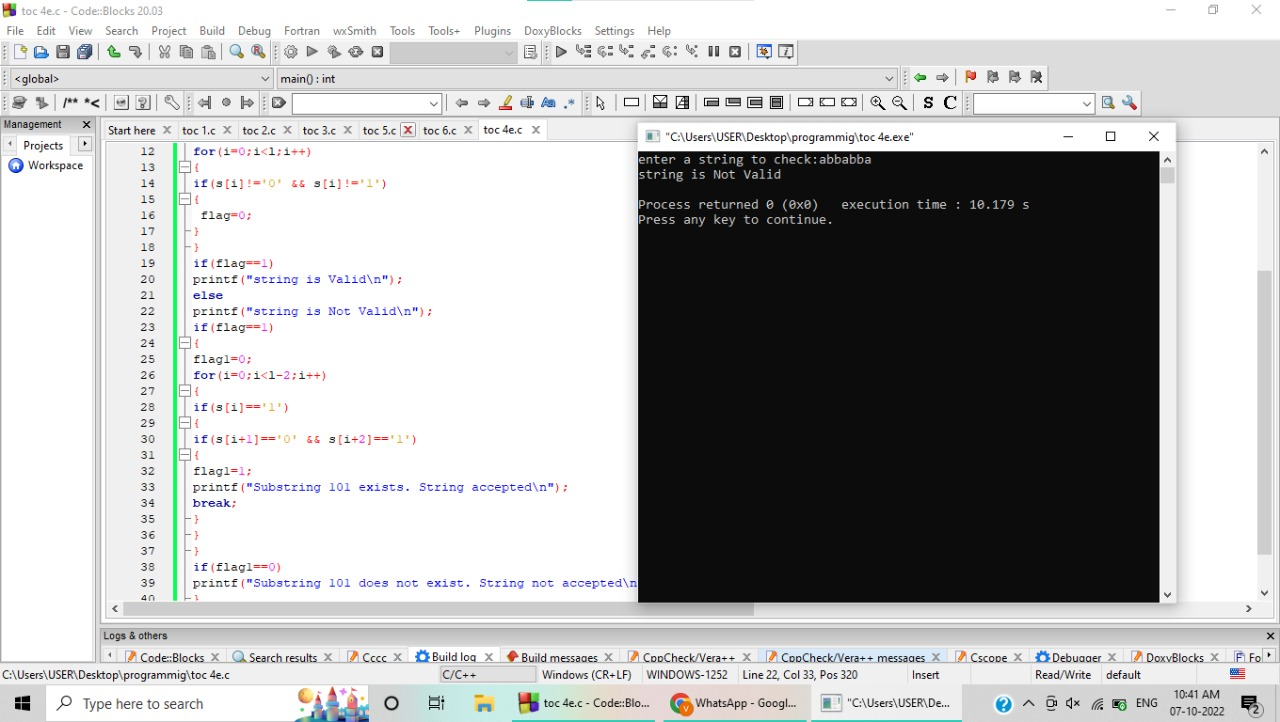 toc 4e.c - Code::Blocks 20.03
File Edit View Search Project Build Debug Fortran wxSmith Tools Tools+ Plugins DoxyBlocks Settings Help
<global> main() : int
/** *< Aa .* S C
Management
Start here toc 1.c toc 2.c toc 3.c toc 5.c toc 6.c toc 4e.c
Projects
Workspace
12 for(i=0;i<l;i++)
13 {
14 if(s[i]!='0' && s[i]!='1')
15 {
16 flag=0;
17 }
18 }
19 if(flag==1)
20 printf("string is Valid\n");
21 else
22 printf("string is Not Valid\n");
23 if(flag==1)
24 {
25 flag1=0;
26 for(i=0;i<l-2;i++)
27 {
28 if(s[i]=='1')
29 {
30 if(s[i+1]=='0' && s[i+2]=='1')
31 {
32 flag1=1;
33 printf("Substring 101 exists. String accepted\n");
34 break;
35 }
36 }
37 }
38 if(flag1==0)
39 printf("Substring 101 does not exist. String not accepted\n
40 }
"C:\Users\USER\Desktop\programmig\toc 4e.exe"
enter a string to check:abbabba
string is Not Valid
Process returned 0 (0x0) execution time : 10.179 s
Press any key to continue.
Logs & others
Code::Blocks Search results Cccc Build log Build messages CppCheck/Vera++ CppCheck/Vera++ messages Cscope Debugger DoxyBlocks Fo
C:\Users\USER\Desktop\programmig\toc 4e.c C/C++ Windows (CR+LF) WINDOWS-1252 Line 22, Col 33, Pos 320 Insert Read/Write default
Type here to search
toc 4e.c - Code::Blo... WhatsApp - Googl... "C:\Users\USER\De...
ENG
10:41 AM
07-10-2022
2